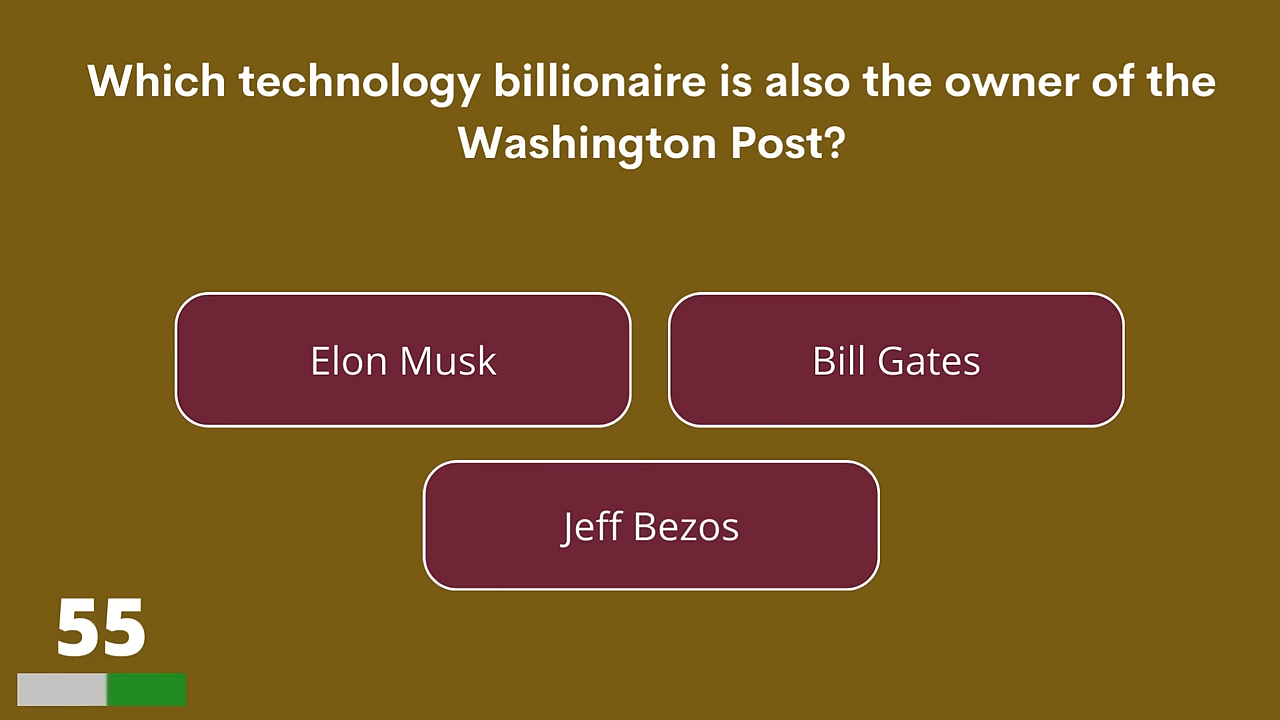 Which technology billionaire is also the owner of the
Washington Post?
Elon Musk
Bill Gates
Jeff Bezos
55